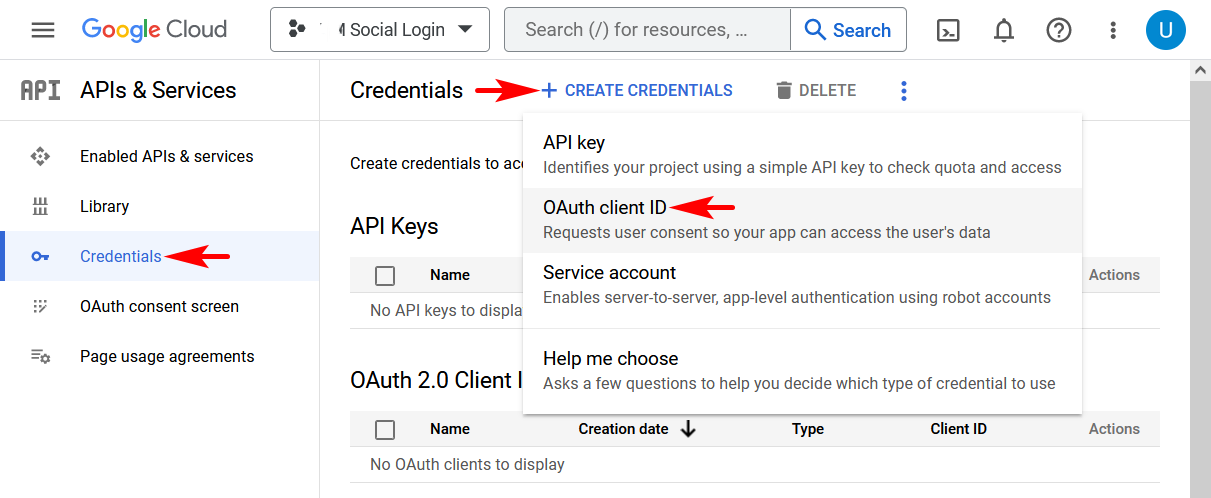 Google Cloud
Social Login
Search (/) for resources, ...
Search
U
API
APIs & Services
Credentials
+ CREATE CREDENTIALS
DELETE
Enabled APIs & services
Library
Credentials
OAuth consent screen
Page usage agreements
Create credentials to acc
API key
Identifies your project using a simple API key to check quota and access
OAuth client ID
Requests user consent so your app can access the user's data
Service account
Enables server-to-server, app-level authentication using robot accounts
Help me choose
Asks a few questions to help you decide which type of credential to use
API Keys
Name
Actions
No API keys to displa
OAuth 2.0 Client I
Name Creation date Type Client ID Actions
No OAuth clients to display